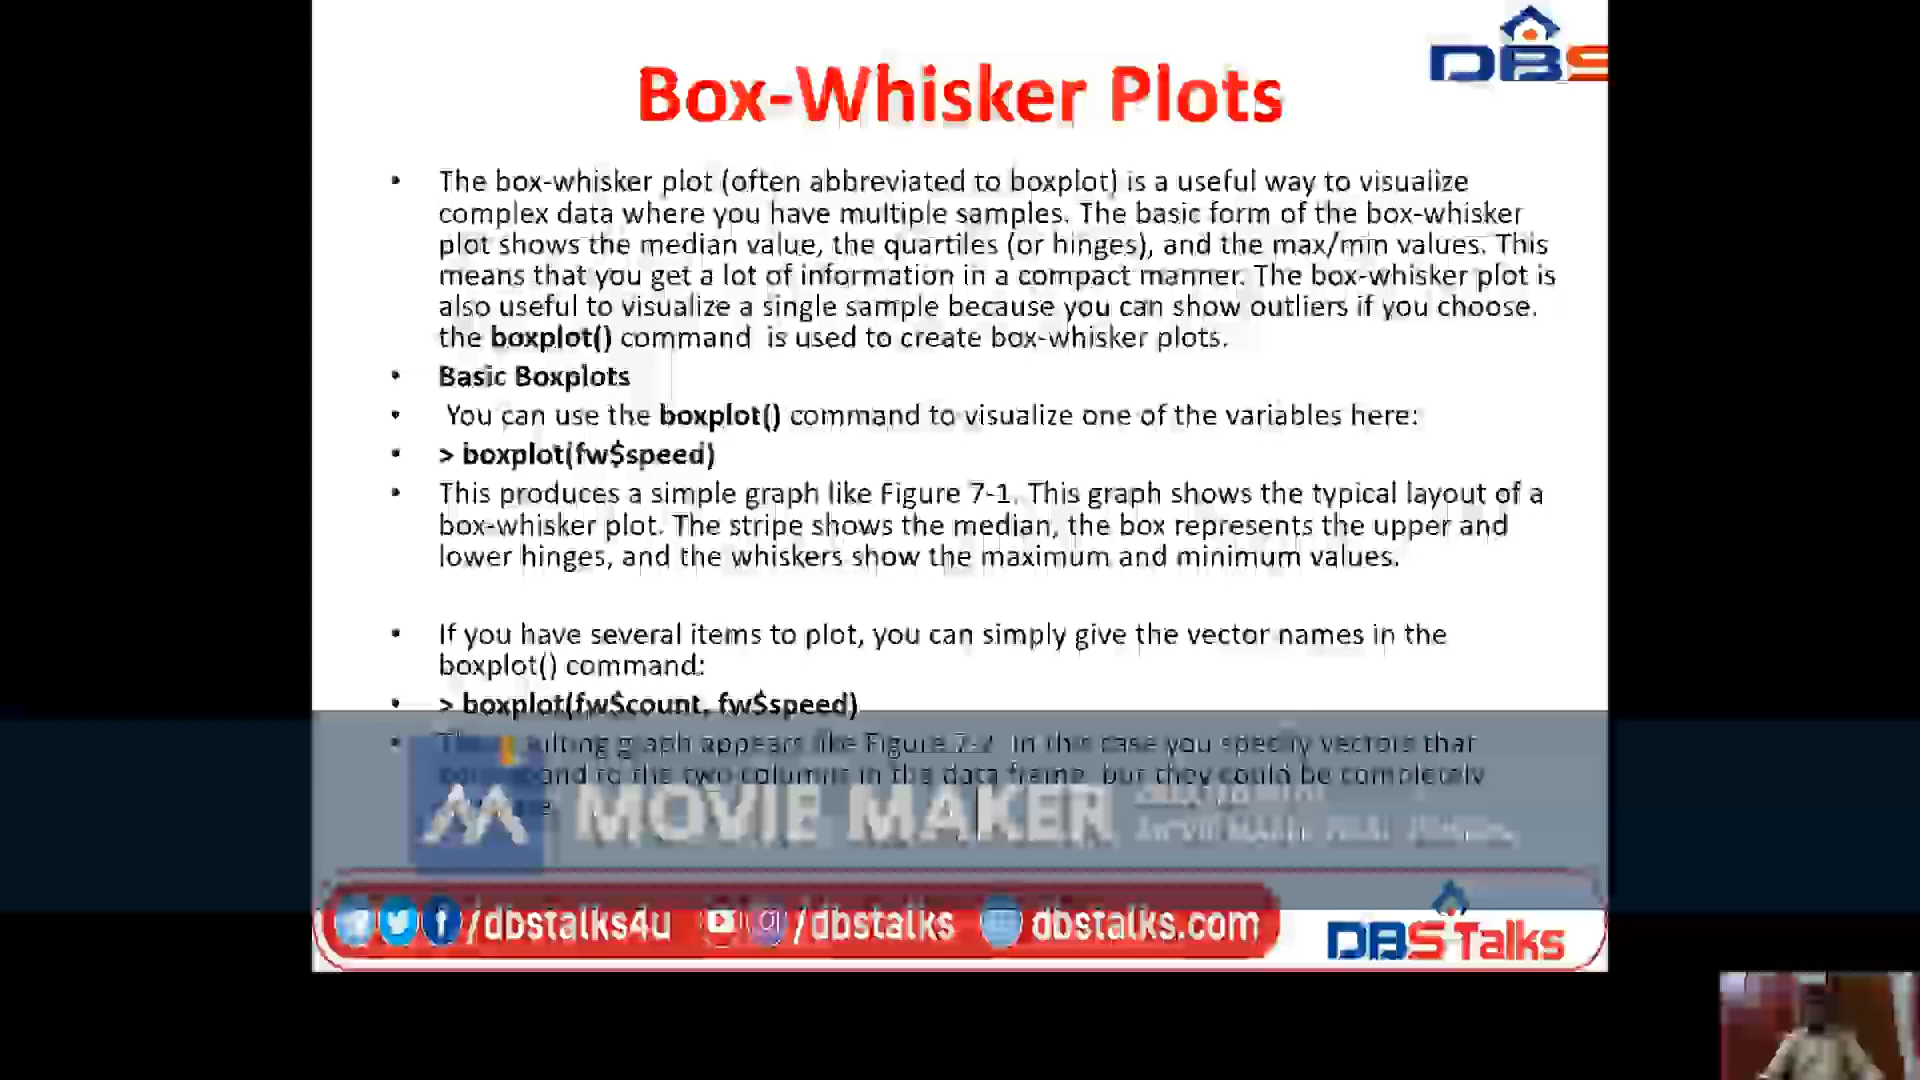 DBS
Box-Whisker Plots
• The box-whisker plot (often abbreviated to boxplot) is a useful way to visualize
complex data where you have multiple samples. The basic form of the box-whisker
plot shows the median value, the quartiles (or hinges), and the max/min values. This
means that you get a lot of information in a compact manner. The box-whisker plot is
also useful to visualize a single sample because you can show outliers if you choose.
the boxplot() command is used to create box-whisker plots.
• Basic Boxplots
• You can use the boxplot() command to visualize one of the variables here:
• > boxplot(fw$speed)
• This produces a simple graph like Figure 7-1. This graph shows the typical layout of a
box-whisker plot. The stripe shows the median, the box represents the upper and
lower hinges, and the whiskers show the maximum and minimum values.
• If you have several items to plot, you can simply give the vector names in the
boxplot() command:
• > boxplot(fw$count, fw$speed)
• graph appears like Figure 7-2 In this case you specify vectors that
to the two columns in the data frame, but they could be completely
MOVIE MAKER
/dbstalks4u /dbstalks dbstalks.com
DBS Talks